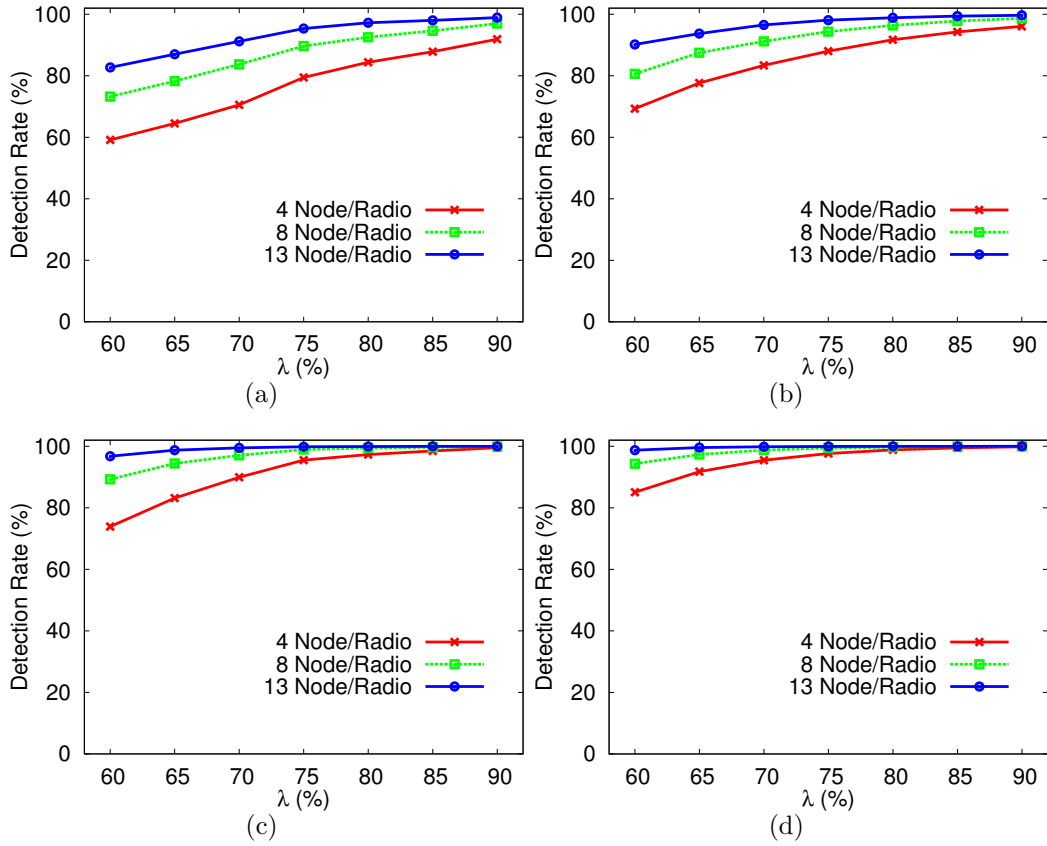 100
80
60
40
20
0
Detection Rate (%)
4 Node/Radio
8 Node/Radio
13 Node/Radio
60 65 70 75 80 85 90
λ (%)
(a)
100
80
60
40
20
0
Detection Rate (%)
4 Node/Radio
8 Node/Radio
13 Node/Radio
60 65 70 75 80 85 90
λ (%)
(b)
100
80
60
40
20
0
Detection Rate (%)
4 Node/Radio
8 Node/Radio
13 Node/Radio
60 65 70 75 80 85 90
λ (%)
(c)
100
80
60
40
20
0
Detection Rate (%)
4 Node/Radio
8 Node/Radio
13 Node/Radio
60 65 70 75 80 85 90
λ (%)
(d)